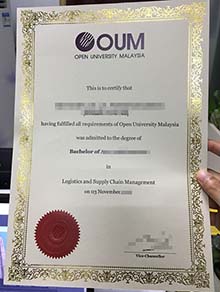 OUM
OPEN UNIVERSITY MALAYSIA
This is to certify that
having fulfilled all requirements of Open University Malaysia
was admitted to the degree of
Bachelor of
in
Logistics and Supply Chain Management
on 03 November
Vice-Chancellor